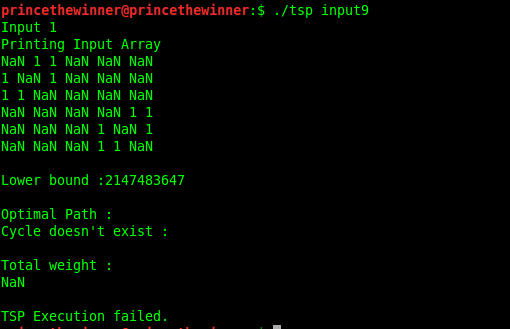 princethewinner@princethewinner:$ ./tsp input9
Input 1
Printing Input Array
NaN 1 1 NaN NaN NaN
1 NaN 1 NaN NaN NaN
1 1 NaN NaN NaN NaN
NaN NaN NaN NaN 1 1
NaN NaN NaN 1 NaN 1
NaN NaN NaN 1 1 NaN
Lower bound :2147483647
Optimal Path :
Cycle doesn't exist :
Total weight :
NaN
TSP Execution failed.